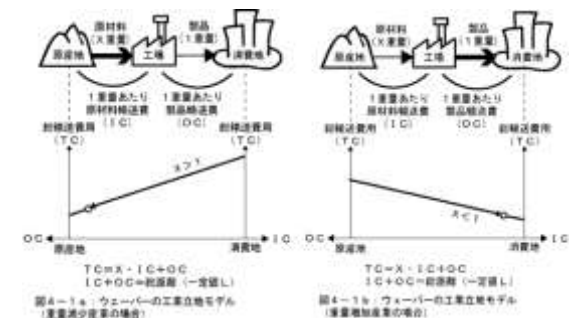 原材料
(X重量)
製品
(1重量)
原産地
工場
消費地
1重量あたり
原材料輸送費
(IC)
1重量あたり
製品輸送費
(OC)
総輸送費用
(TC)
総輸送費用
(TC)
X>1
OC
原産地
消費地
IC
TC=X・IC+OC
IC+OC=総距離(一定値L)
図4-1a:ウェーバーの工業立地モデル
(重量減少産業の場合)
原材料
(X重量)
製品
(1重量)
原産地
工場
消費地
1重量あたり
原材料輸送費
(IC)
1重量あたり
製品輸送費
(OC)
総輸送費用
(TC)
総輸送費用
(TC)
X<1
OC
原産地
消費地
IC
TC=X・IC+OC
IC+OC=総距離(一定値L)
図4-1b:ウェーバーの工業立地モデル
(重量増加産業の場合)